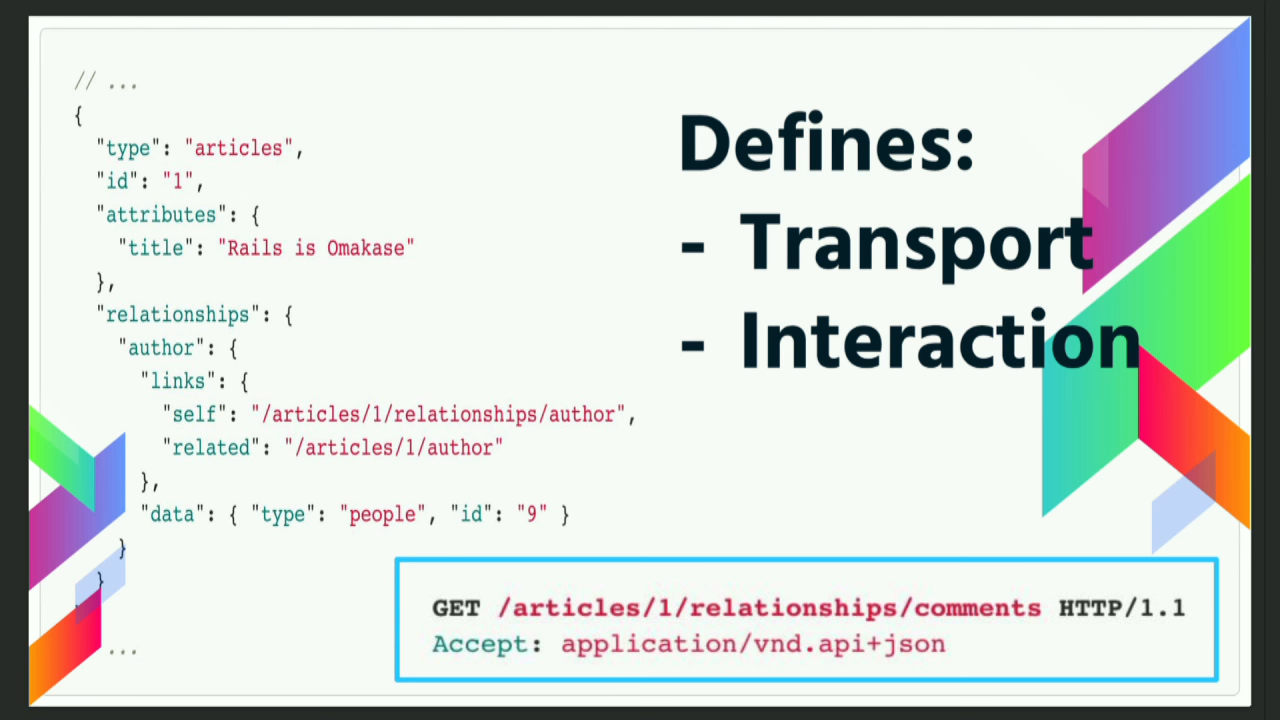 // ...
{
"type": "articles",
"id": "1",
"attributes": {
"title": "Rails is Omakase"
},
"relationships": {
"author": {
"links": {
"self": "/articles/1/relationships/author",
"related": "/articles/1/author"
},
"data": { "type": "people", "id": "9" }
}
}
...
Defines:
- Transport
- Interaction
GET /articles/1/relationships/comments HTTP/1.1
Accept: application/vnd.api+json